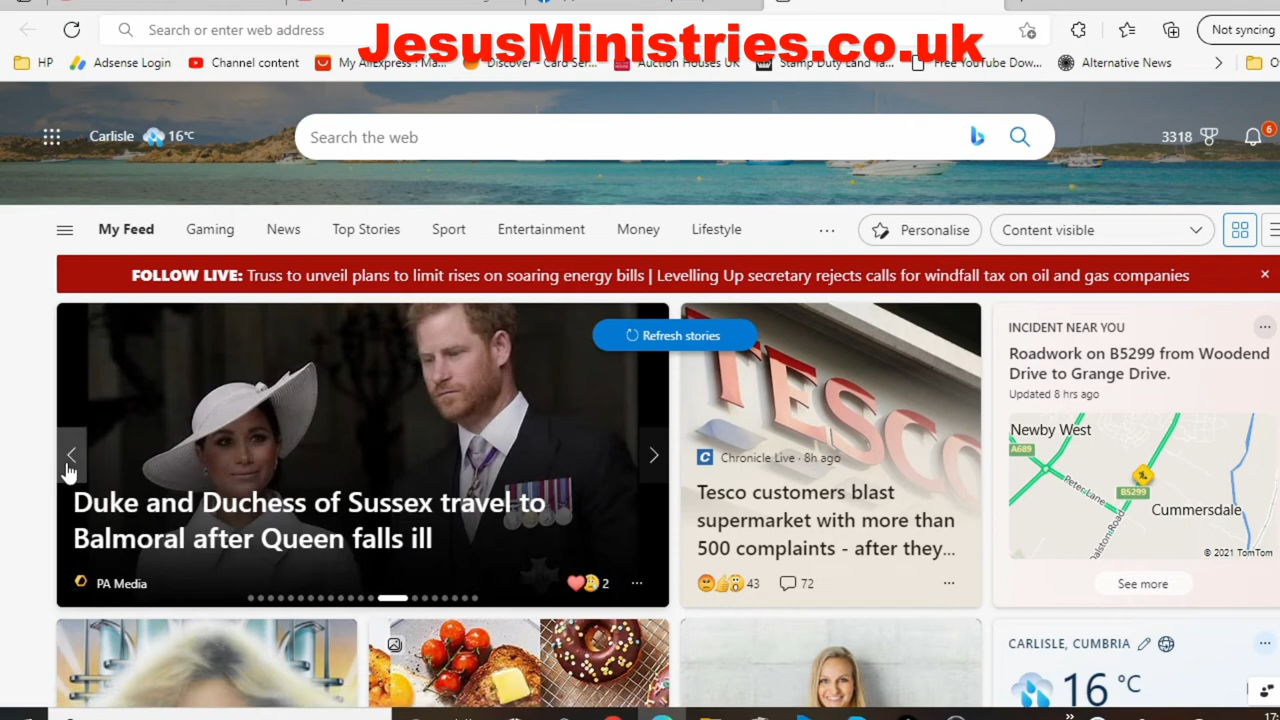 JesusMinistries.co.uk
Search or enter web address
Not syncing
HP
Adsense Login
Channel content
My AliExpress : Ma...
Discover - Card Ser...
Auction Houses UK
Stamp Duty Land Ta...
Free YouTube Dow...
Alternative News
Carlisle 16°C
Search the web
3318
6
My Feed
Gaming
News
Top Stories
Sport
Entertainment
Money
Lifestyle
...
Personalise
Content visible
FOLLOW LIVE: Truss to unveil plans to limit rises on soaring energy bills | Levelling Up secretary rejects calls for windfall tax on oil and gas companies
Refresh stories
Duke and Duchess of Sussex travel to
Balmoral after Queen falls ill
PA Media
2
TESCO
Chronicle Live · 8h ago
Tesco customers blast
supermarket with more than
500 complaints - after they...
43
72
INCIDENT NEAR YOU
Roadwork on B5299 from Woodend
Drive to Grange Drive.
Updated 8 hrs ago
Newby West
A689
Peter Lane
B5299
Cummersdale
© 2021 TomTom
See more
CARLISLE, CUMBRIA
16 °C